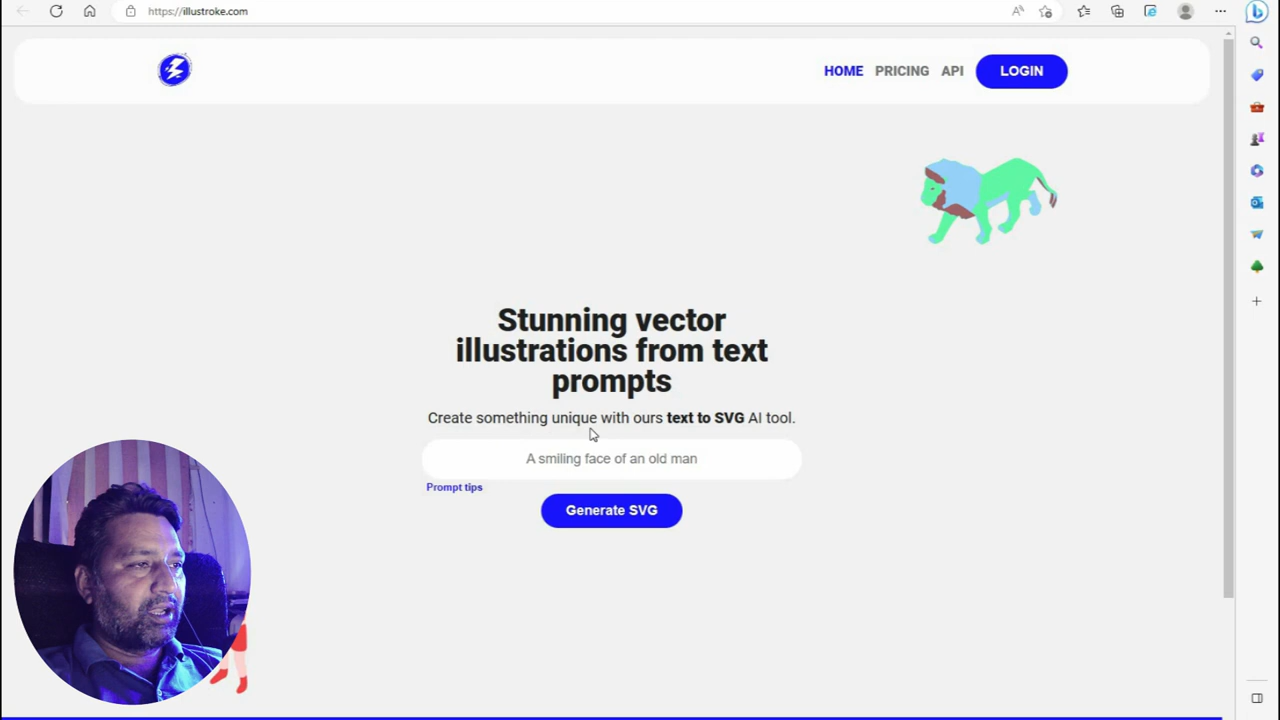 https://illustroke.com
HOME PRICING API LOGIN
Stunning vector
illustrations from text
prompts
Create something unique with ours text to SVG AI tool.
A smiling face of an old man
Prompt tips
Generate SVG